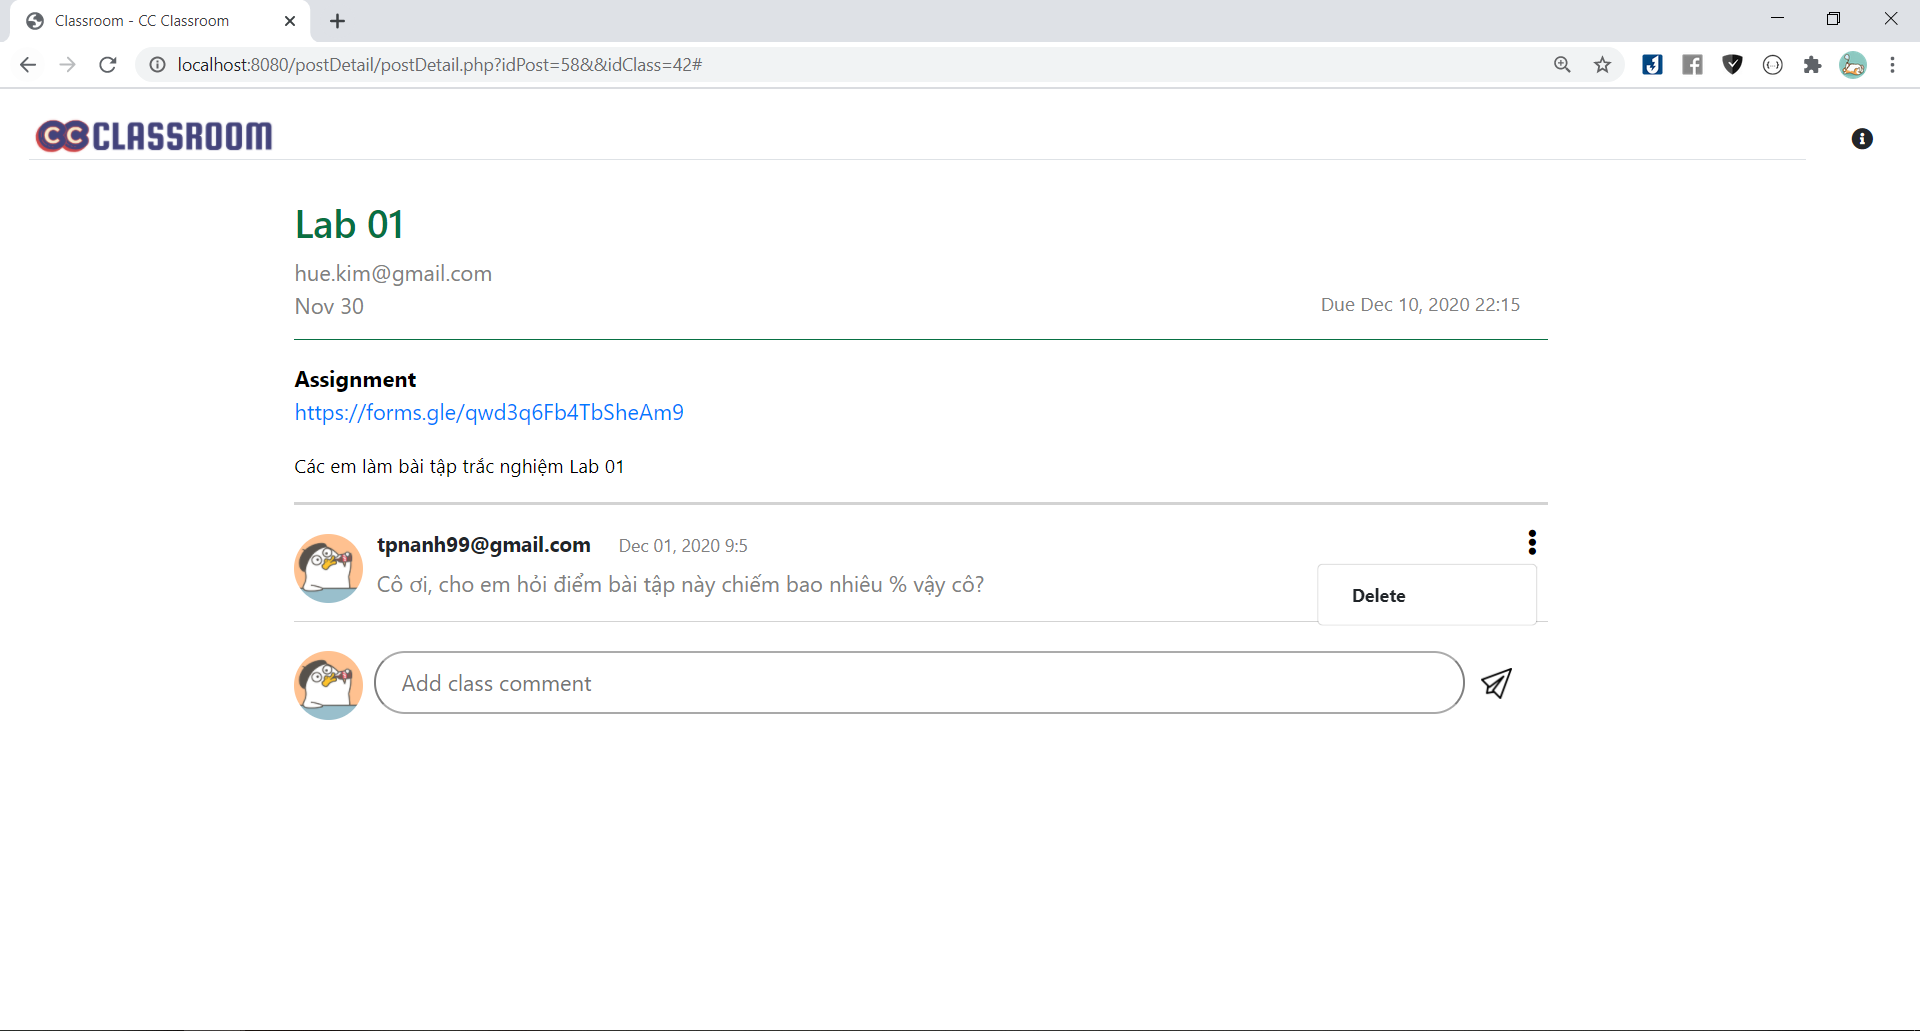 Classroom - CC Classroom
localhost:8080/postDetail/postDetail.php?idPost=58&&idClass=42#
CCCLASSROOM
Lab 01
hue.kim@gmail.com
Nov 30
Due Dec 10, 2020 22:15
Assignment
https://forms.gle/qwd3q6Fb4TbSheAm9
Các em làm bài tập trắc nghiệm Lab 01
tpnanh99@gmail.com Dec 01, 2020 9:5
Cô ơi, cho em hỏi điểm bài tập này chiếm bao nhiêu % vậy cô?
Delete
Add class comment